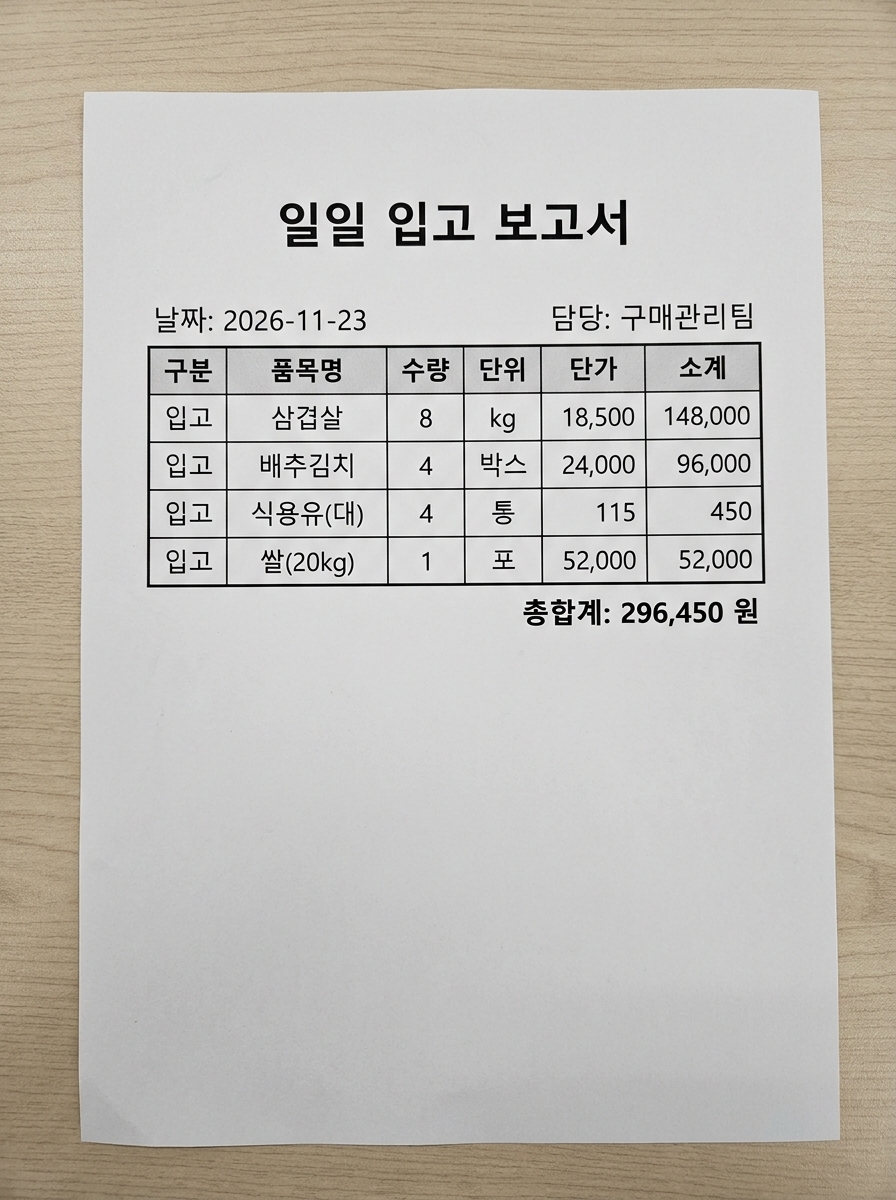 일일 입고 보고서
날짜: 2026-11-23 담당: 구매관리팀
구분 품목명 수량 단위 단가 소계
입고 삼겹살 8 kg 18,500 148,000
입고 배추김치 4 박스 24,000 96,000
입고 식용유(대) 4 통 115 450
입고 쌀(20kg) 1 포 52,000 52,000
총합계: 296,450 원